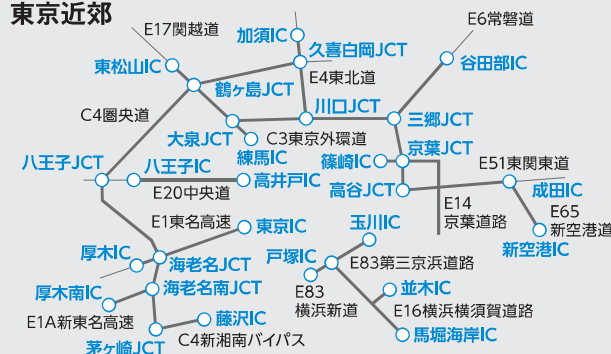 東京近郊
E17関越道
加須IC
E6常磐道
東松山IC
久喜白岡JCT
谷田部IC
鶴ヶ島JCT
E4東北道
C4圏央道
川口JCT
三郷JCT
大泉JCT
C3東京外環道
練馬IC
京葉JCT
篠崎IC
八王子JCT
八王子IC
E51東関東道
高井戸IC
高谷JCT
成田IC
E20中央道
E14
京葉道路
E65
新空港道
新空港IC
E1東名高速
東京IC
玉川IC
厚木IC
海老名JCT
戸塚IC
E83第三京浜道路
厚木南IC
海老名南JCT
E83
横浜新道
並木IC
E16横浜横須賀道路
E1A新東名高速
藤沢IC
馬堀海岸IC
茅ヶ崎JCT
C4新湘南バイパス